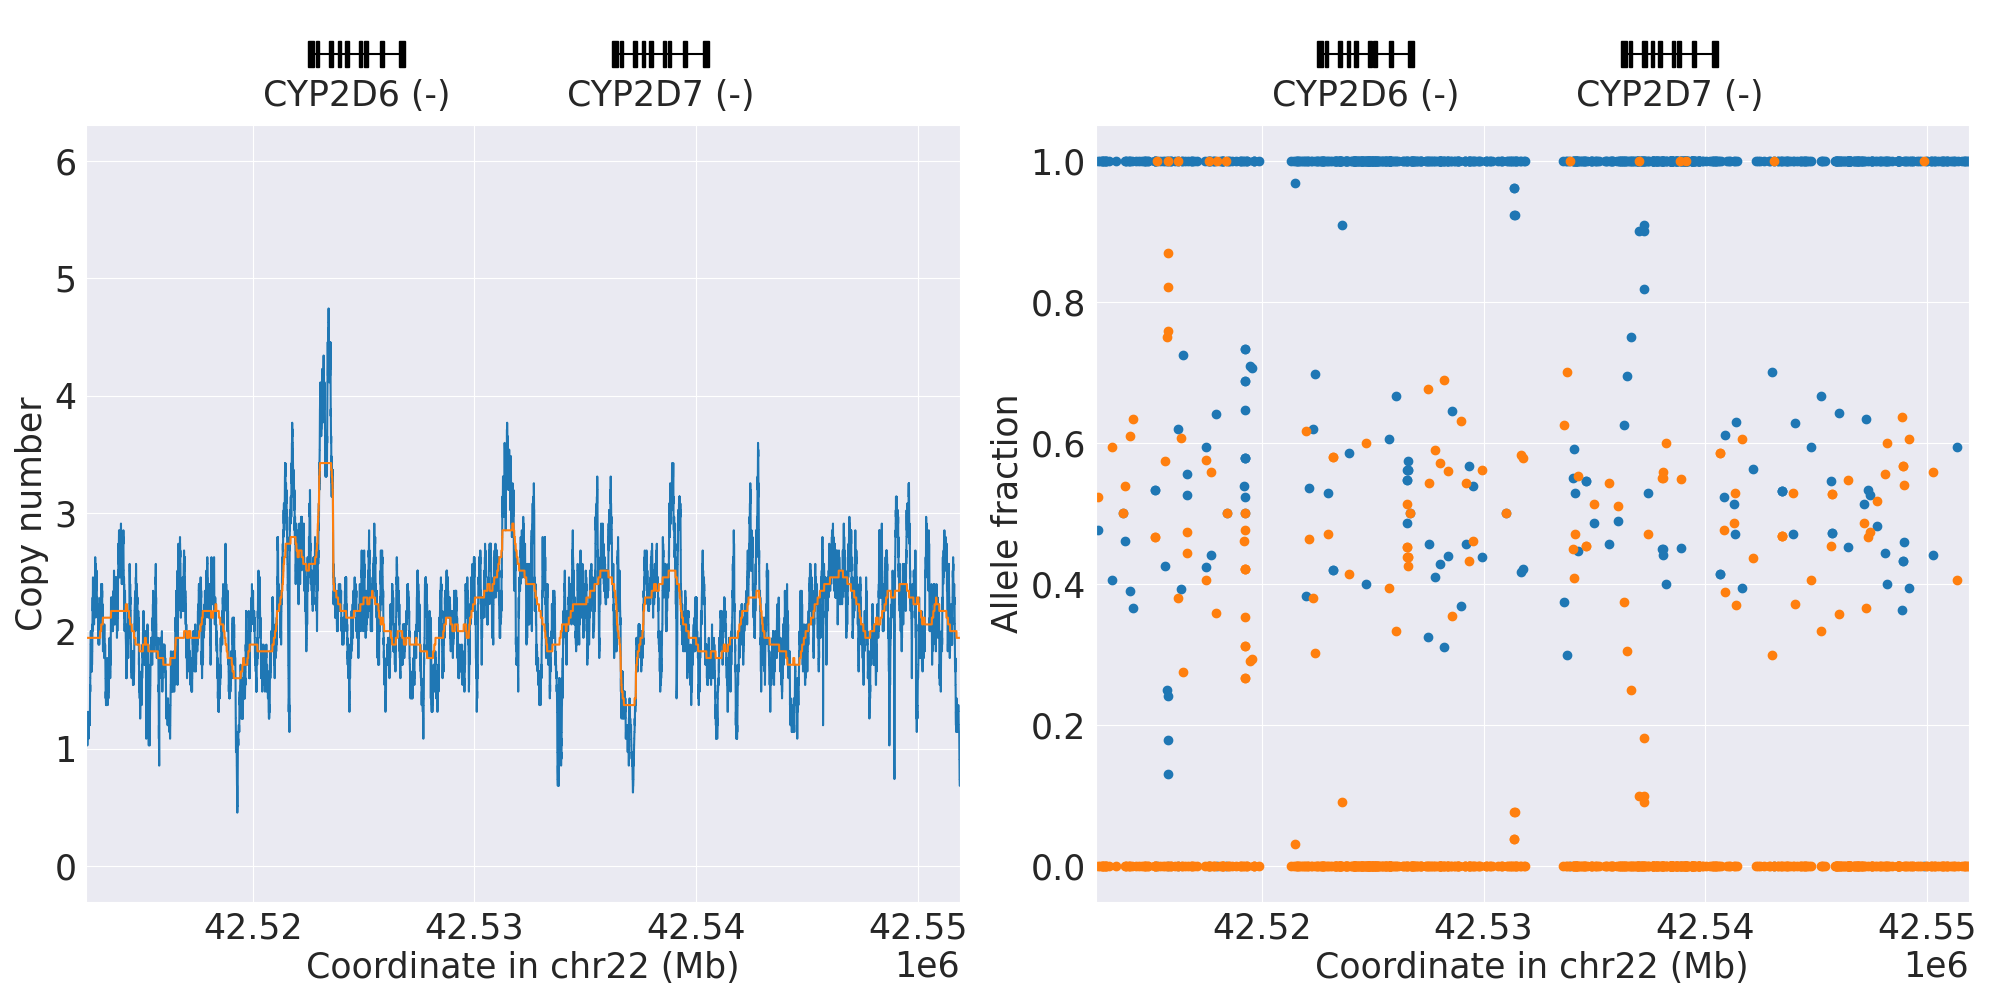 CYP2D6 (-) CYP2D7 (-)
6
5
4
3
2
1
0
Copy number
42.52 42.53 42.54 42.55
1e6
Coordinate in chr22 (Mb)
CYP2D6 (-) CYP2D7 (-)
1.0
0.8
0.6
0.4
0.2
0.0
Allele fraction
42.52 42.53 42.54 42.55
1e6
Coordinate in chr22 (Mb)